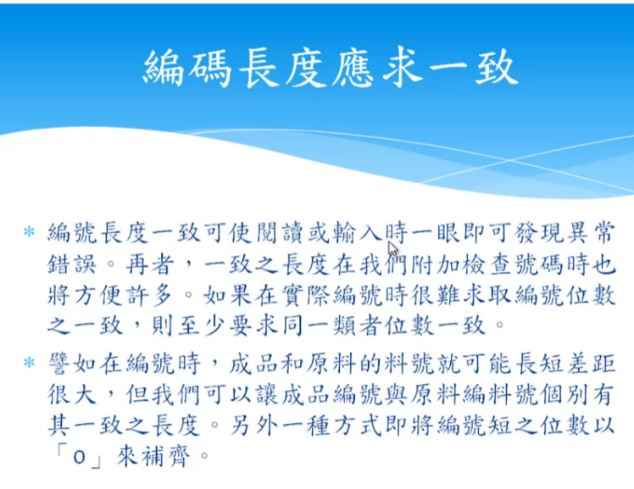 編碼長度應求一致
* 編號長度一致可使閱讀或輸入時一眼即可發現異常
錯誤。再者，一致之長度在我們附加檢查號碼時也
將方便許多。如果在實際編號時很難求取編號位數
之一致，則至少要求同一類者位數一致。
* 譬如在編號時，成品和原料的料號就可能長短差距
很大，但我們可以讓成品編號與原料編料號個別有
其一致之長度。另外一種方式即將編號短之位數以
「０」來補齊。